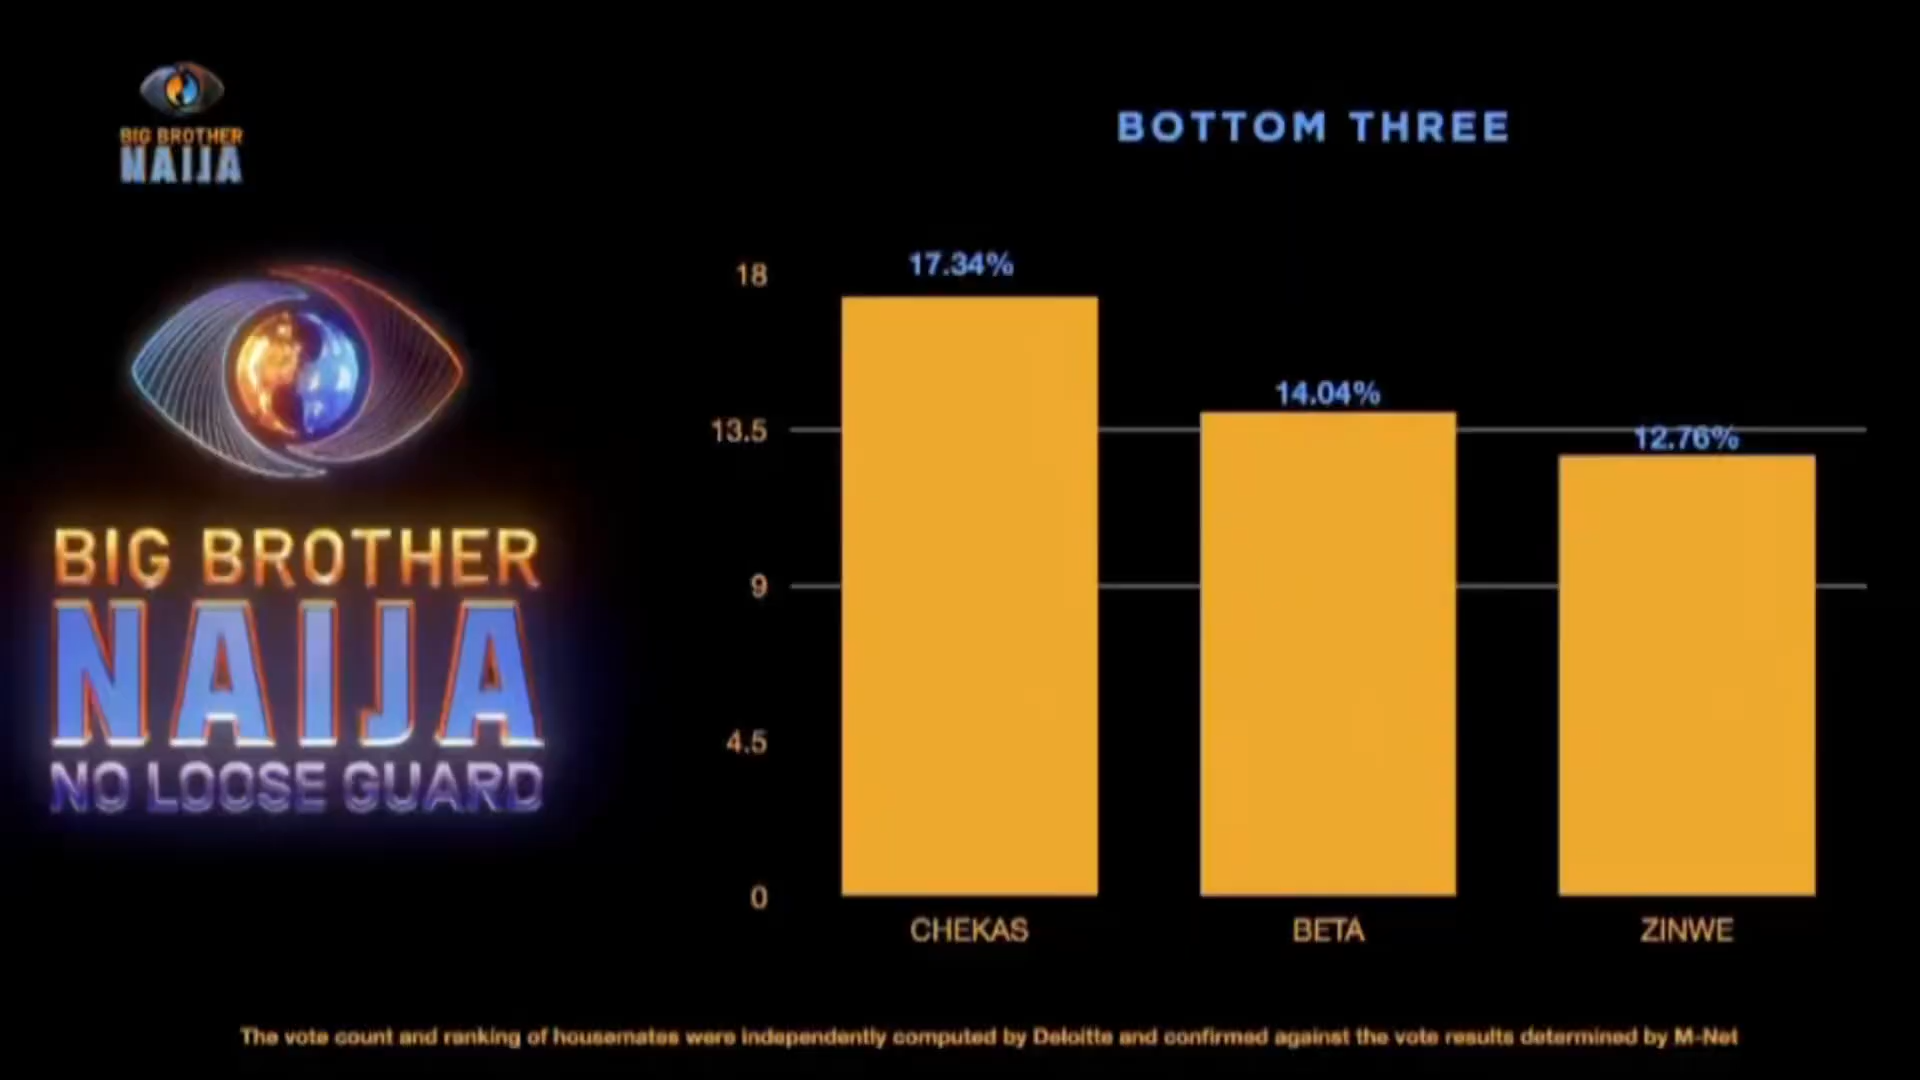 BIG BROTHER
NAIJA
BIG BROTHER
NAIJA
NO LOOSE GUARD
BOTTOM THREE
18
13.5
9
4.5
0
17.34%
14.04%
12.76%
CHEKAS
BETA
ZINWE
The vote count and ranking of housemates were independently computed by Deloitte and confirmed against the vote results determined by M-Net